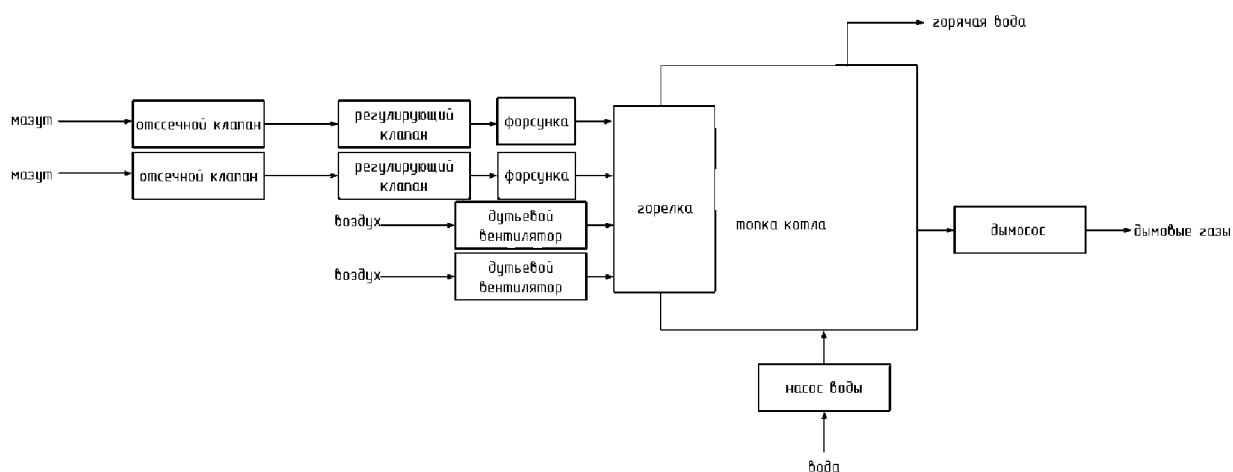 горячая вода
мазут
отссечной клапан
регулирующий
клапан
форсунка
мазут
отсечной клапан
регулирующий
клапан
форсунка
горелка
топка котла
воздух
дутьевой
вентилятор
дымосос
дымовые газы
воздух
дутьевой
вентилятор
насос воды
вода